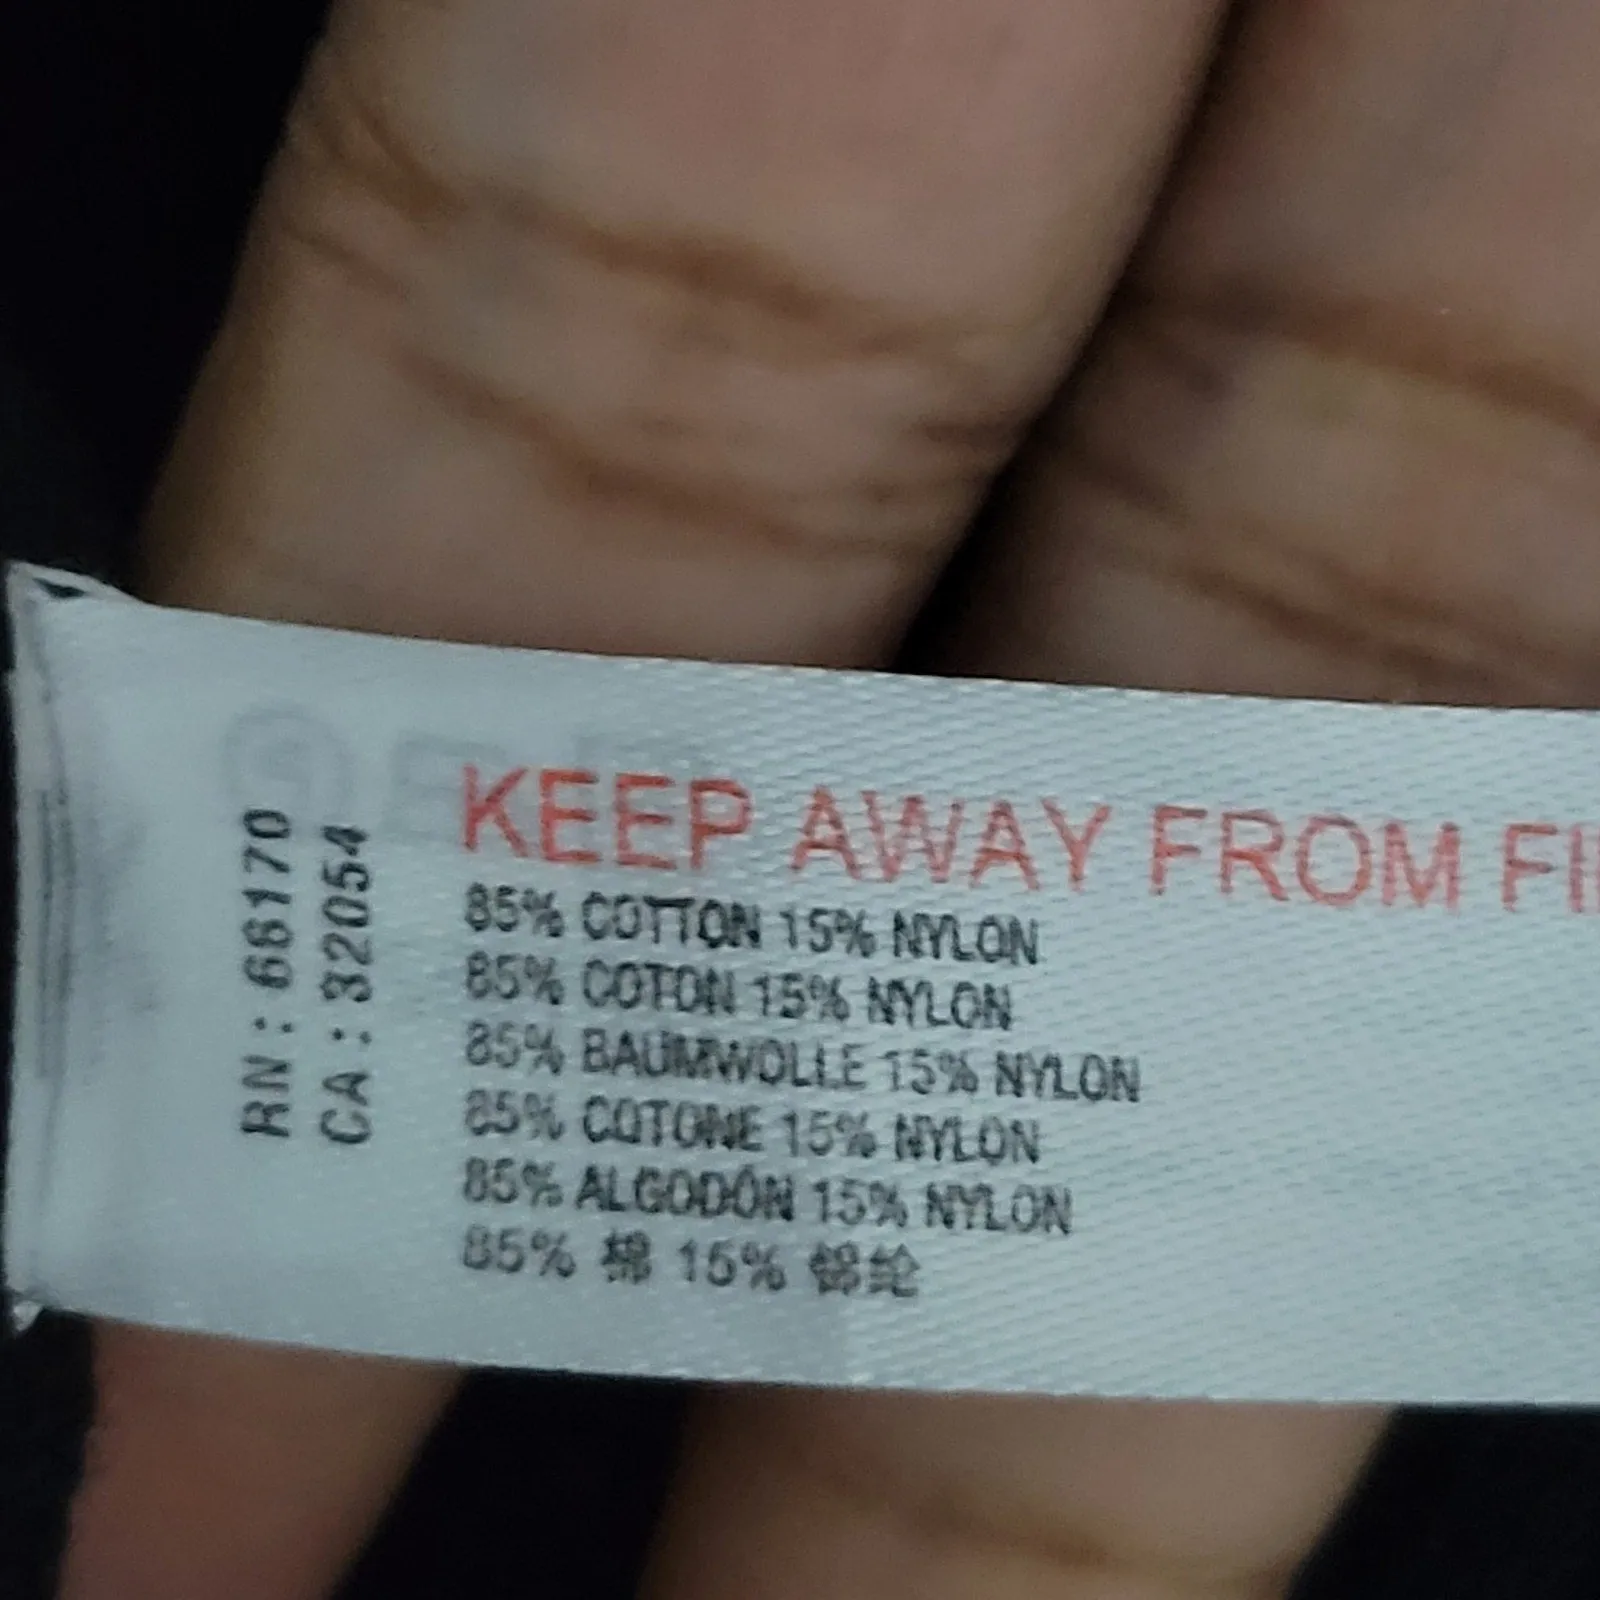 RN: 66170
CA: 32054
KEEP AWAY FROM FI
85% COTTON 15% NYLON
85% COTON 15% NYLON
85% BAUMWOLLE 15% NYLON
85% COTONE 15% NYLON
85% ALGODÓN 15% NYLON
85% 棉 15% 锦纶